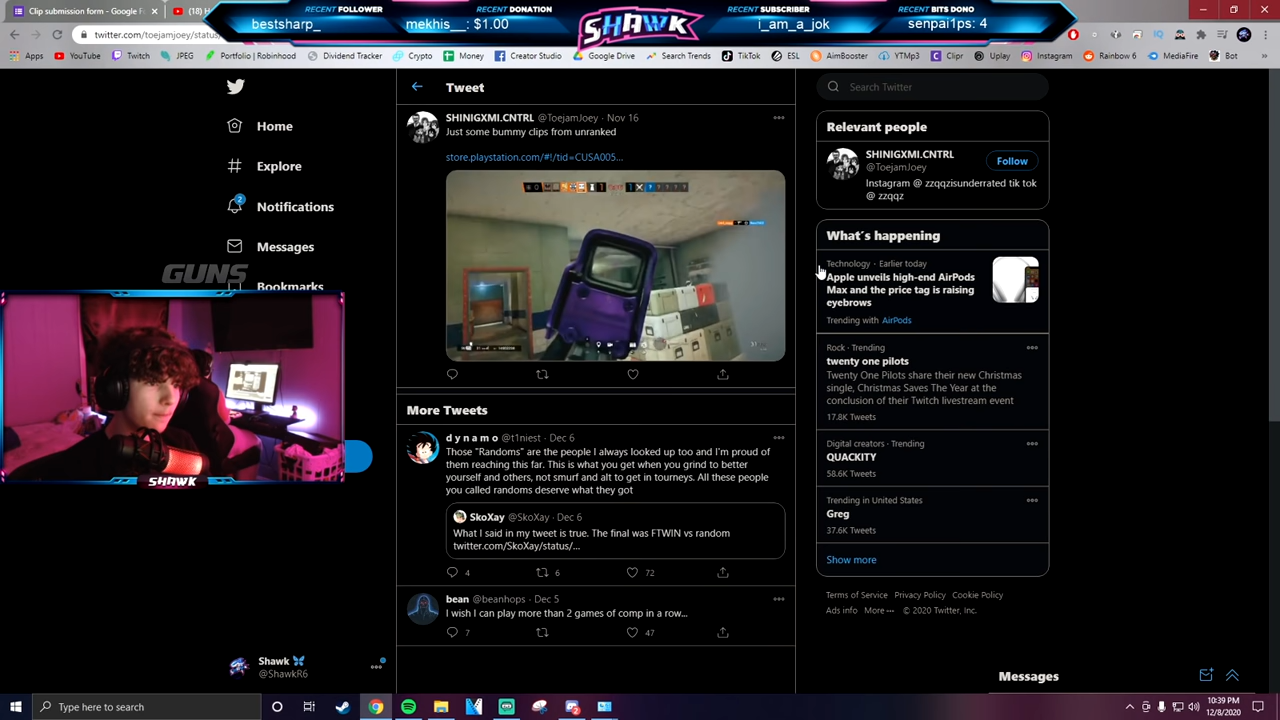 RECENT FOLLOWER
bestsharp_
RECENT DONATION
mekhis__: $1.00
SHAWK
RECENT SUBSCRIBER
i_am_a_jok
RECENT BITS DONO
senpai1ps: 4
Clip submission form - Google F
twitter.com/toejamjoey/status
Apps
YouTube
Twitch
JPEG
Portfolio | Robinhood
Dividend Tracker
Crypto
Money
Creator Studio
Google Drive
Search Trends
TikTok
ESL
AimBooster
YTMp3
Clipr
Uplay
Instagram
Rainbow 6
MediaFire
Bot
Home
Explore
2
Notifications
Messages
Bookmarks
GUNS
SHAWK
Shawk
@ShawkR6
Tweet
SHINIGXMI.CNTRL @ToejamJoey · Nov 16
Just some bummy clips from unranked
store.playstation.com/#!/tid=CUSA005...
More Tweets
d y n a m o @t1niest · Dec 6
Those "Randoms" are the people I always looked up too and I'm proud of
them reaching this far. This is what you get when you grind to better
yourself and others, not smurf and alt to get in tourneys. All these people
you called randoms deserve what they got
SkoXay @SkoXay · Dec 6
What I said in my tweet is true. The final was FTWIN vs random
twitter.com/SkoXay/status/...
4 6 72
bean @beanhops · Dec 5
I wish I can play more than 2 games of comp in a row...
7 47
Search Twitter
Relevant people
SHINIGXMI.CNTRL
@ToejamJoey
Follow
Instagram @ zzqqzisunderrated tik tok
@ zzqqz
What's happening
Technology · Earlier today
Apple unveils high-end AirPods
Max and the price tag is raising
eyebrows
Trending with AirPods
Rock · Trending
twenty one pilots
Twenty One Pilots share their new Christmas
single, Christmas Saves The Year at the
conclusion of their Twitch livestream event
17.8K Tweets
Digital creators · Trending
QUACKITY
58.6K Tweets
Trending in United States
Greg
37.6K Tweets
Show more
Terms of Service Privacy Policy Cookie Policy
Ads info More ··· © 2020 Twitter, Inc.
Messages
Type here to search
10:39 PM
12/8/2020